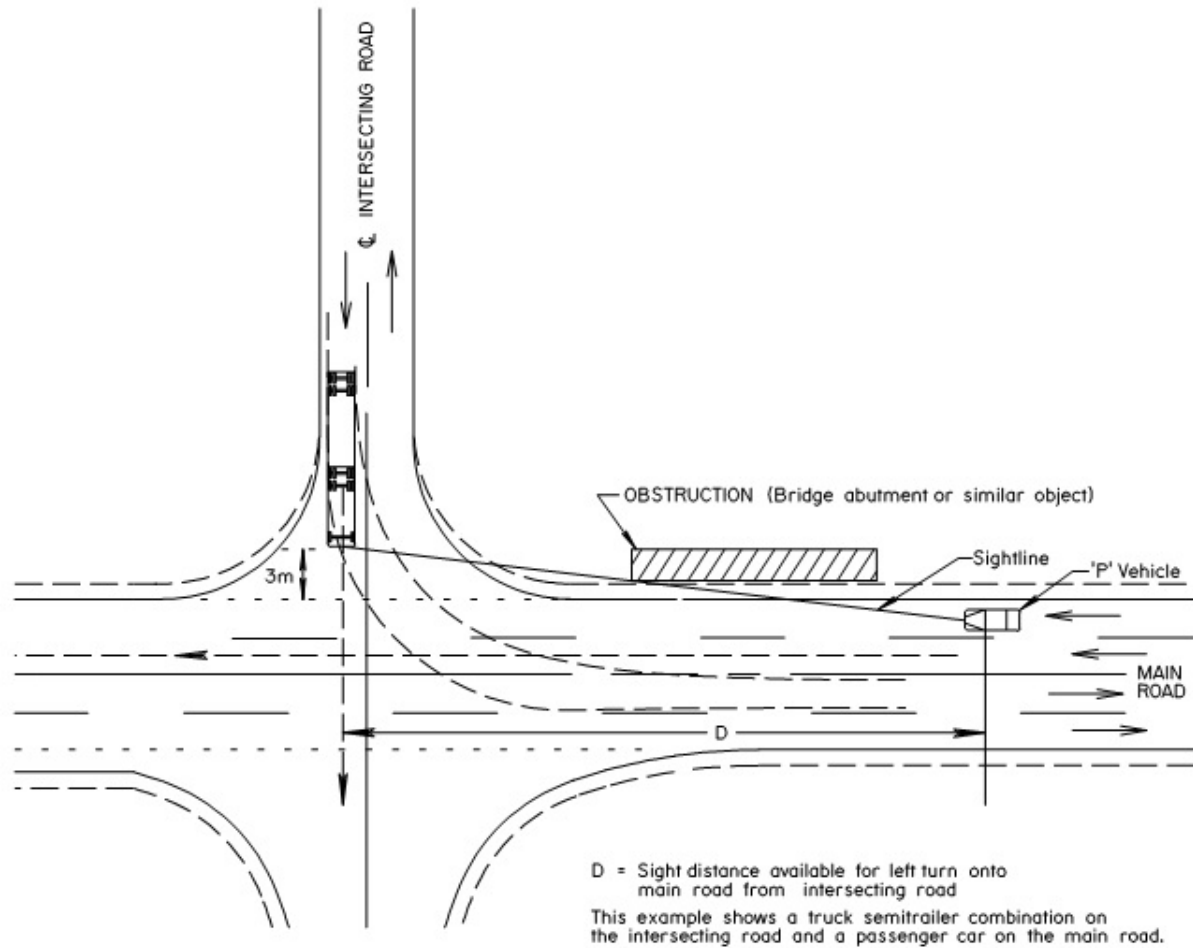 ℄ INTERSECTING ROAD
OBSTRUCTION (Bridge abutment or similar object)
Sightline
'P' Vehicle
3m
MAIN
ROAD
D
D = Sight distance available for left turn onto
main road from intersecting road
This example shows a truck semitrailer combination on
the intersecting road and a passenger car on the main road.